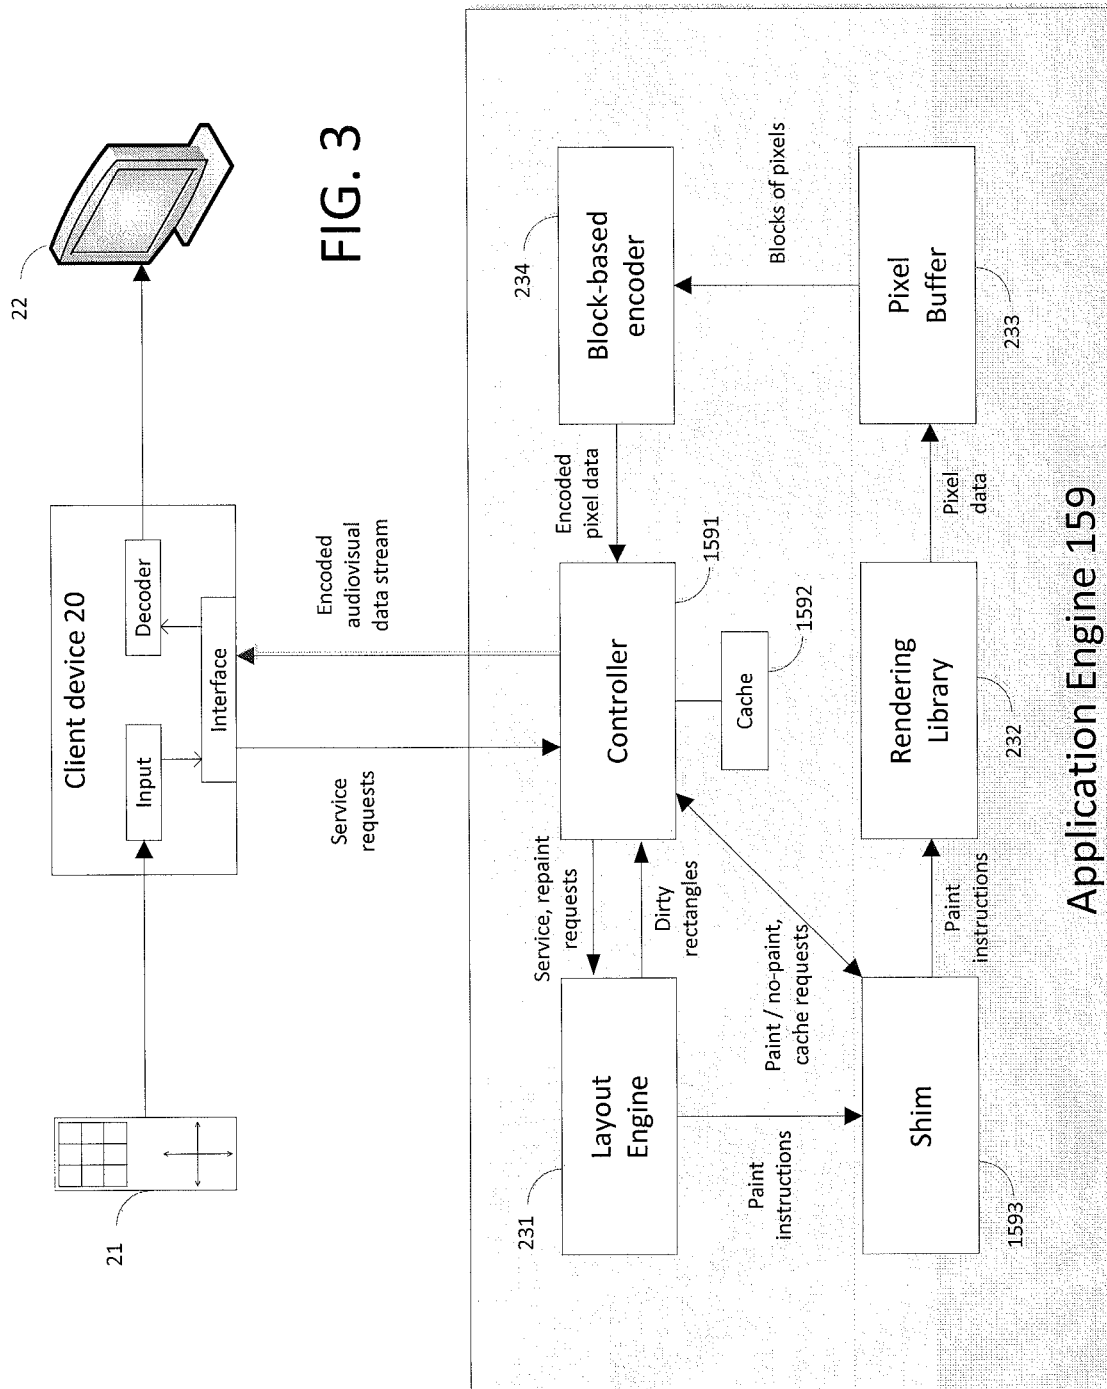 21
Client device 20
Input
Decoder
Interface
22
FIG. 3
Service
requests
Encoded
audiovisual
data stream
231
Layout
Engine
Service, repaint
requests
Dirty
rectangles
Controller
1591
Cache
1592
Encoded
pixel data
234
Block-based
encoder
Paint
instructions
Paint / no-paint,
cache requests
Blocks of pixels
Shim
1593
Paint
instructions
Rendering
Library
232
Pixel
data
Pixel
Buffer
233
Application Engine 159